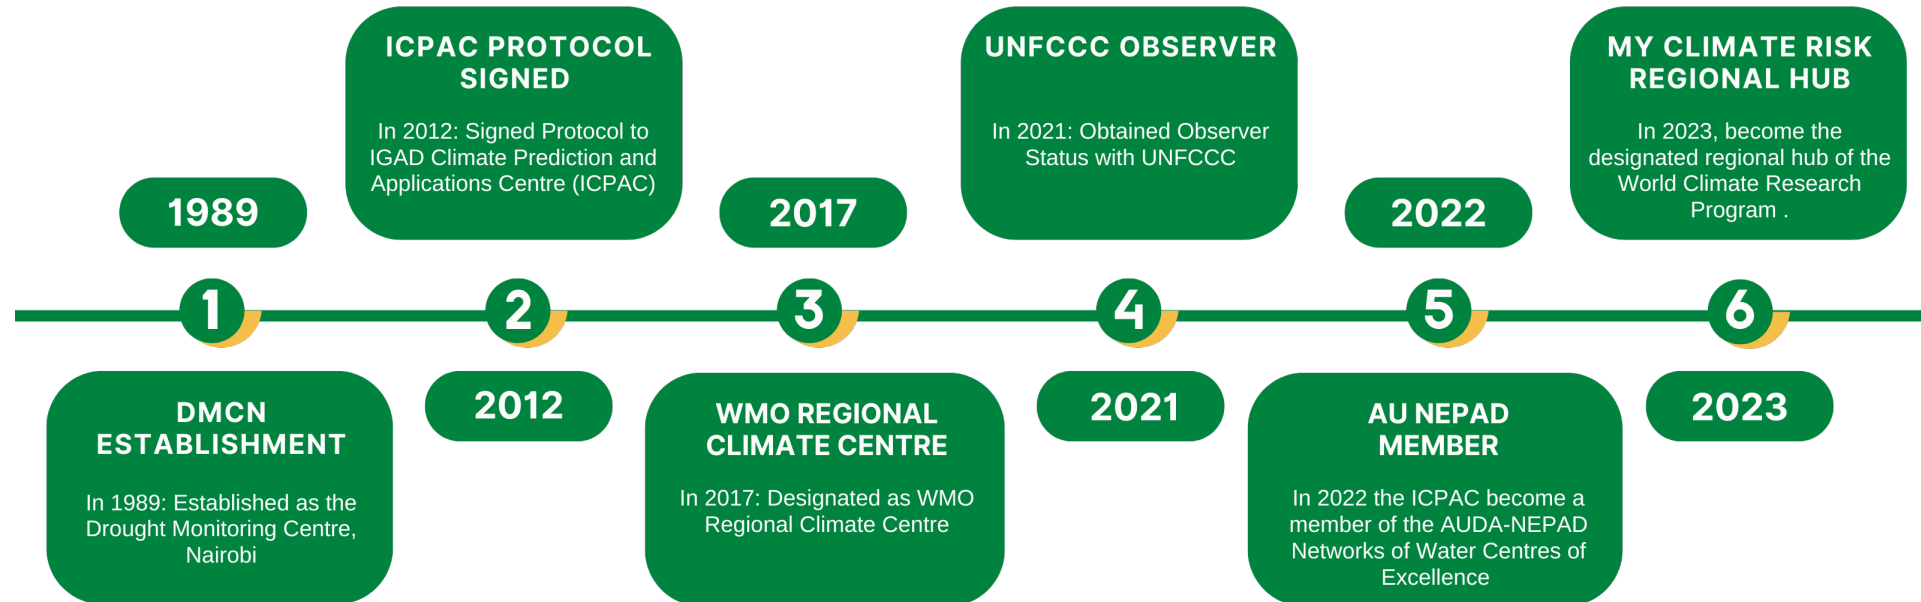 1989
1
DMCN
ESTABLISHMENT
In 1989: Established as the
Drought Monitoring Centre,
Nairobi
ICPAC PROTOCOL
SIGNED
In 2012: Signed Protocol to
IGAD Climate Prediction and
Applications Centre (ICPAC)
2
2012
2017
3
WMO REGIONAL
CLIMATE CENTRE
In 2017: Designated as WMO
Regional Climate Centre
UNFCCC OBSERVER
In 2021: Obtained Observer
Status with UNFCCC
4
2021
2022
5
AU NEPAD
MEMBER
In 2022 the ICPAC become a
member of the AUDA-NEPAD
Networks of Water Centres of
Excellence
MY CLIMATE RISK
REGIONAL HUB
In 2023, become the
designated regional hub of the
World Climate Research
Program .
6
2023